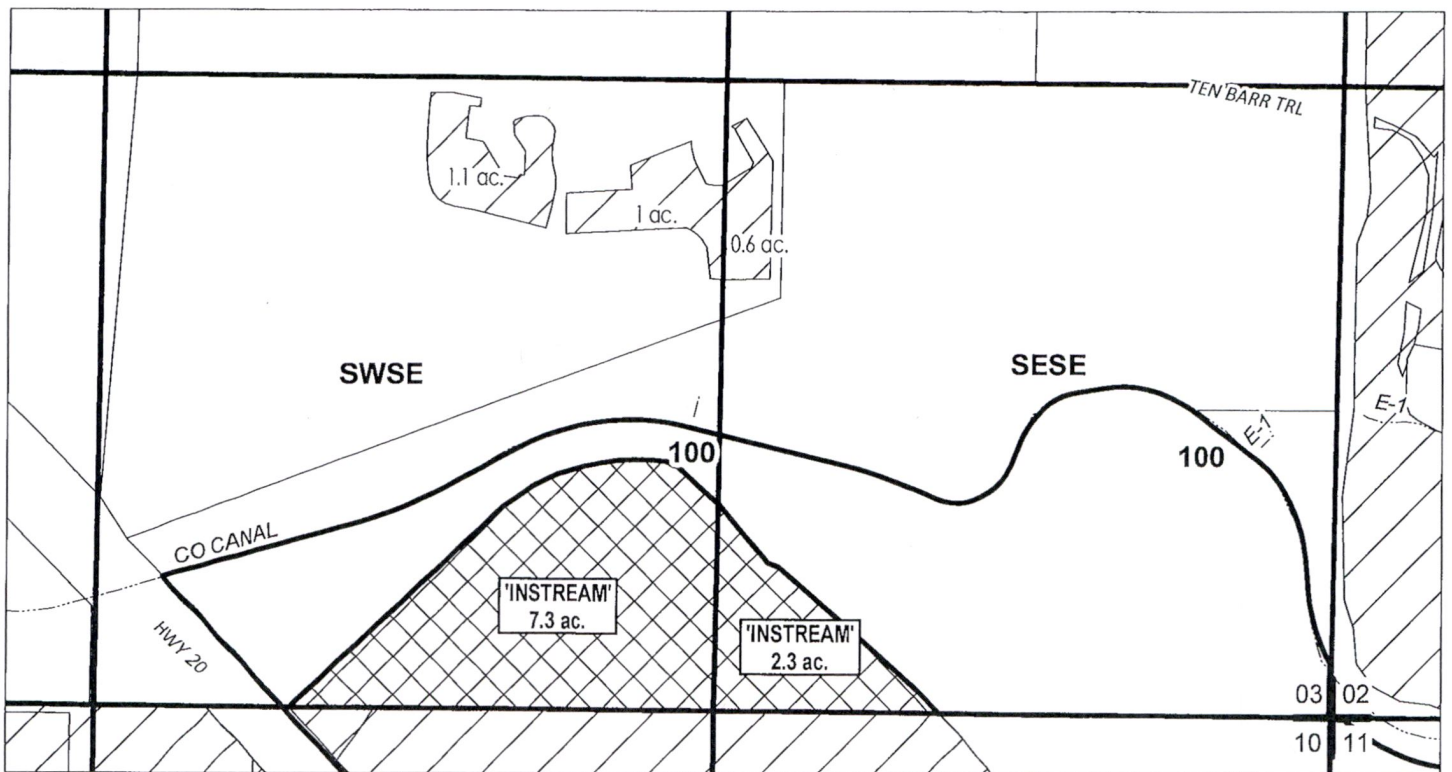 TEN BARR TRL
1.1 ac.
1 ac.
0.6 ac.
SWSE
SESE
i
E-1
E-7
100
100
CO CANAL
'INSTREAM'
7.3 ac.
'INSTREAM'
2.3 ac.
HWY 20
03 02
10 11